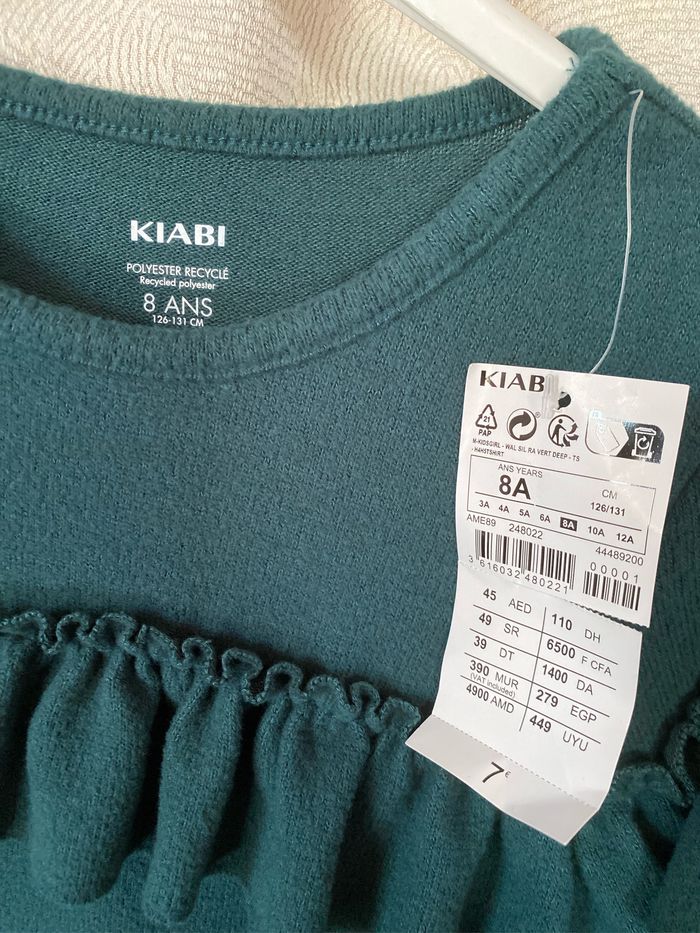 KIABI
POLYESTER RECYCLÉ
Recycled polyester
8 ANS
126-131 CM
KIABI
21
PAP
M-KIDSGIRL - WAL SIL RA VERT DEEP - TS
- H4HSTSHIRT
ANS YEARS
8A
CM
126/131
3A 4A 5A 6A 8A 10A 12A
AME89 248022 44489200
3 616032 480221
00001
45 AED
49 SR
39 DT
390 MUR
(VAT included)
4900 AMD
110 DH
6500 F CFA
1400 DA
279 EGP
449 UYU
7€